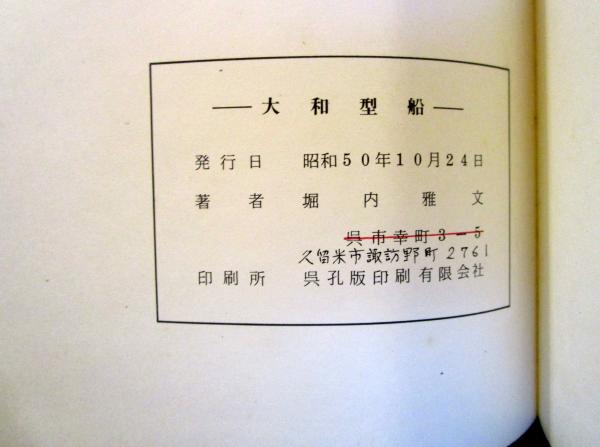 ― 大和型船 ―
発行日 昭和50年10月24日
著者 堀内雅文
呉市幸町3-5
久留米市諏訪野町2761
印刷所 呉孔版印刷有限会社